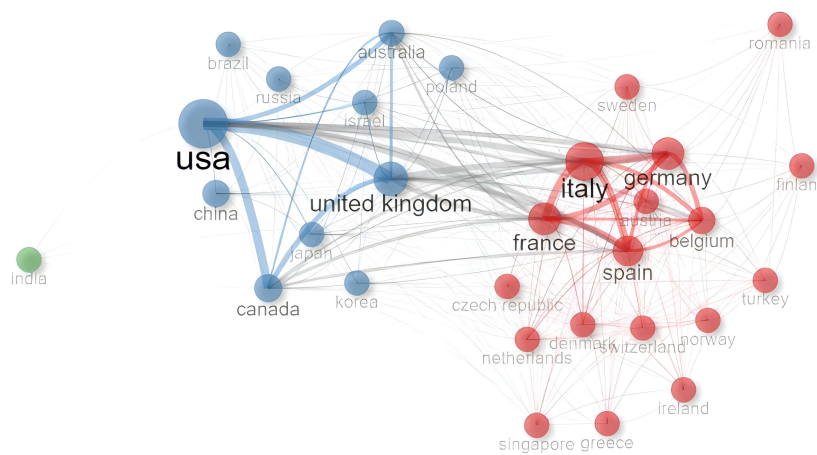 romania
australia
brazil
poland
russia
sweden
israel
usa
germany
finlan
italy
united kingdom
china
austria
belgium
france
japan
spain
india
turkey
korea
czech republic
canada
norway
denmark
switzerland
netherlands
ireland
greece
singapore